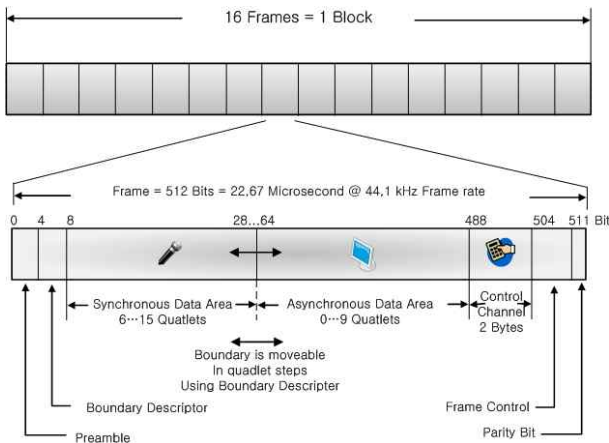 16 Frames = 1 Block
Frame = 512 Bits = 22,67 Microsecond @ 44,1 kHz Frame rate
0 4 8 28...64 488 504 511 Bit
Synchronous Data Area
6···15 Quatlets
Asynchronous Data Area
0···9 Quatlets
Control
Channel
2 Bytes
Boundary is moveable
In quadlet steps
Using Boundary Descripter
Boundary Descriptor
Frame Control
Preamble
Parity Bit